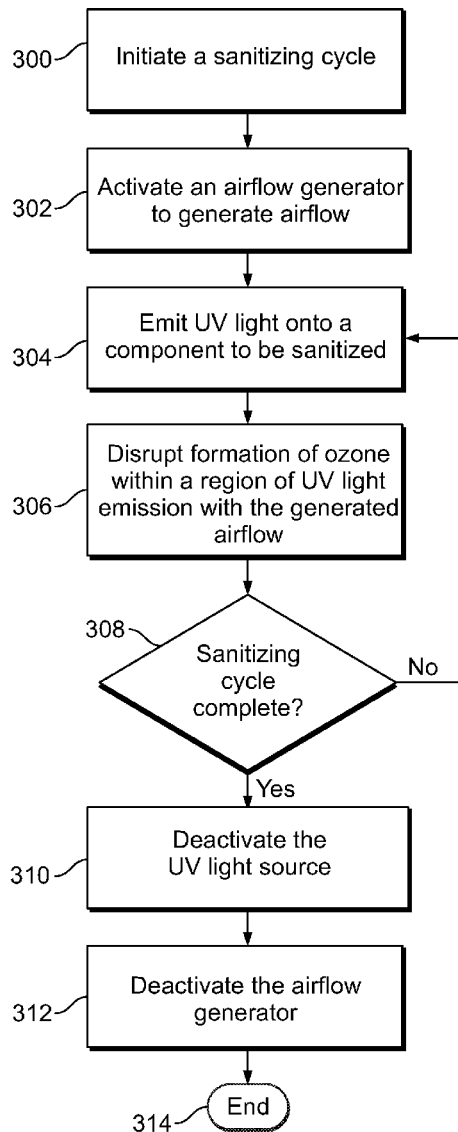 300
Initiate a sanitizing cycle
302
Activate an airflow generator
to generate airflow
304
Emit UV light onto a
component to be sanitized
306
Disrupt formation of ozone
within a region of UV light
emission with the generated
airflow
308
Sanitizing
cycle
complete?
No
Yes
310
Deactivate the
UV light source
312
Deactivate the airflow
generator
314
End